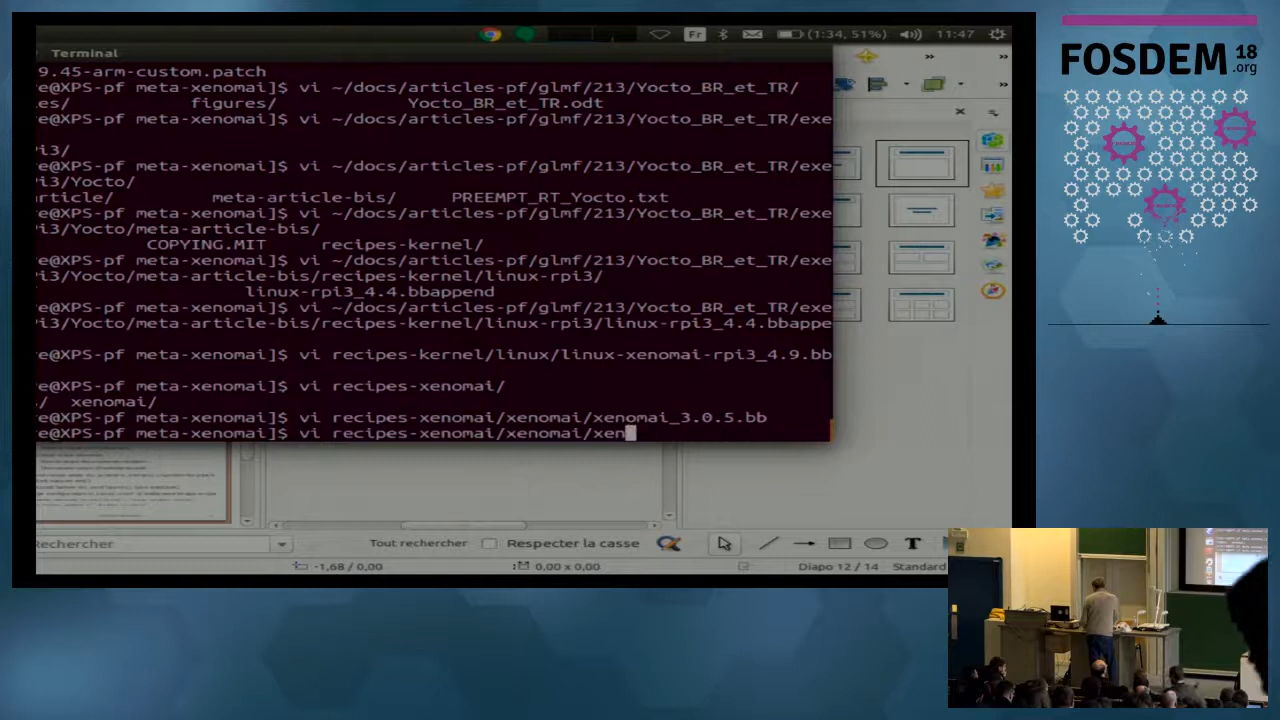 Fr (1:34, 51%) 11:47
Terminal
9.45-arm-custom.patch
e@XPS-pf meta-xenomai]$ vi ~/docs/articles-pf/glmf/213/Yocto_BR_et_TR/
es/ figures/ Yocto_BR_et_TR.odt
e@XPS-pf meta-xenomai]$ vi ~/docs/articles-pf/glmf/213/Yocto_BR_et_TR/exe
pi3/
e@XPS-pf meta-xenomai]$ vi ~/docs/articles-pf/glmf/213/Yocto_BR_et_TR/exe
Pi3/Yocto/
article/ meta-article-bis/ PREEMPT_RT_Yocto.txt
e@XPS-pf meta-xenomai]$ vi ~/docs/articles-pf/glmf/213/Yocto_BR_et_TR/exe
Pi3/Yocto/meta-article-bis/
COPYING.MIT recipes-kernel/
e@XPS-pf meta-xenomai]$ vi ~/docs/articles-pf/glmf/213/Yocto_BR_et_TR/exe
Pi3/Yocto/meta-article-bis/recipes-kernel/linux-rpi3/
linux-rpi3_4.4.bbappend
e@XPS-pf meta-xenomai]$ vi ~/docs/articles-pf/glmf/213/Yocto_BR_et_TR/exe
Pi3/Yocto/meta-article-bis/recipes-kernel/linux-rpi3/linux-rpi3_4.4.bbappe
e@XPS-pf meta-xenomai]$ vi recipes-kernel/linux/linux-xenomai-rpi3_4.9.bb
e@XPS-pf meta-xenomai]$ vi recipes-xenomai/
/ xenomai/
e@XPS-pf meta-xenomai]$ vi recipes-xenomai/xenomai/xenomai_3.0.5.bb
e@XPS-pf meta-xenomai]$ vi recipes-xenomai/xenomai/xen
Rechercher Tout rechercher Respecter la casse T
-1,68 / 0,00 0,00 x 0,00 Diapo 12 / 14 Standard
FOSDEM 18
.org